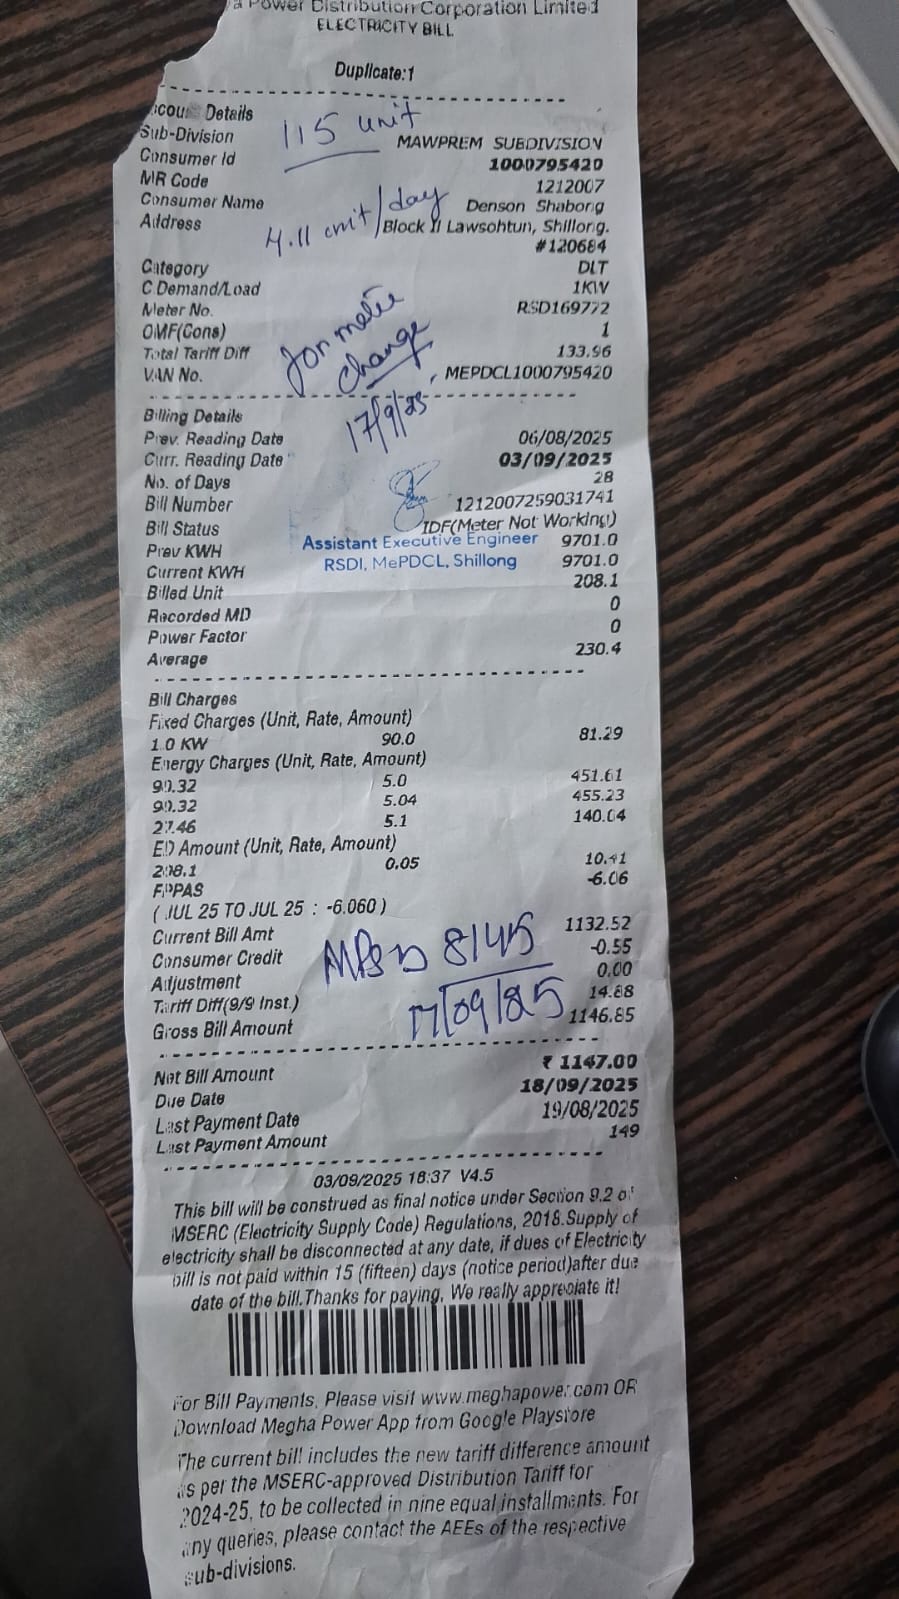 Power Distribution Corporation Limited
ELECTRICITY BILL
Duplicate:1
Details
115 unit
Sub-Division MAWPREM SUBDIVISION
Consumer Id 1000795420
MR Code 1212007
Consumer Name Denson Shabong
Address Block II Lawsohtun, Shillong.
#120684
4.11 unit/day
Category DLT
C Demand/Load 1KW
Meter No. RSD169772
OMF(Cons) 1
Total Tariff Diff 133.96
VAN No. MEPDCL1000795420
For metre
change
17/9/25
Billing Details
Prev. Reading Date 06/08/2025
Curr. Reading Date 03/09/2025
No. of Days 28
Bill Number 1212007259031741
Bill Status IDF(Meter Not Working)
Assistant Executive Engineer
RSDI, MePDCL, Shillong
Prev KWH 9701.0
Current KWH 9701.0
Billed Unit 208.1
Recorded MD 0
Power Factor 0
Average 230.4
Bill Charges
Fixed Charges (Unit, Rate, Amount)
1.0 KW 90.0 81.29
Energy Charges (Unit, Rate, Amount)
90.32 5.0 451.61
90.32 5.04 455.23
27.46 5.1 140.04
ED Amount (Unit, Rate, Amount)
208.1 0.05 10.41
FPPAS -6.06
( JUL 25 TO JUL 25 : -6.060 )
Current Bill Amt 1132.52
Consumer Credit -0.55
Adjustment 0.00
Tariff Diff(9/9 Inst.) 14.88
Gross Bill Amount 1146.85
8145
17/09/25
Net Bill Amount ₹ 1147.00
Due Date 18/09/2025
Last Payment Date 19/08/2025
Last Payment Amount 149
03/09/2025 16:37 V4.5
This bill will be construed as final notice under Section 9.2 of
MSERC (Electricity Supply Code) Regulations, 2018.Supply of
electricity shall be disconnected at any date, if dues of Electricity
bill is not paid within 15 (fifteen) days (notice period)after due
date of the bill.Thanks for paying. We really appreciate it!
For Bill Payments, Please visit www.meghapower.com OR
Download Megha Power App from Google Playstore
The current bill includes the new tariff difference amount
as per the MSERC-approved Distribution Tariff for
2024-25, to be collected in nine equal installments. For
any queries, please contact the AEEs of the respective
sub-divisions.